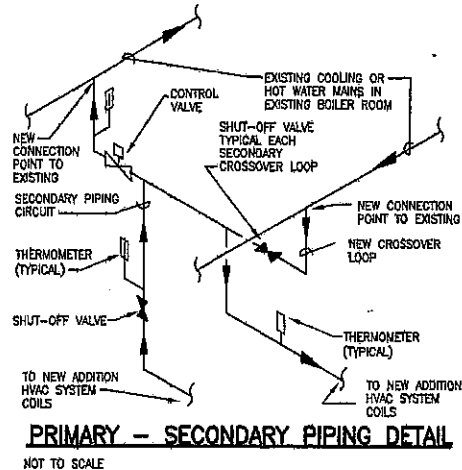 EXISTING COOLING OR
HOT WATER MAINS IN
EXISTING BOILER ROOM
CONTROL
VALVE
SHUT-OFF VALVE
TYPICAL EACH
SECONDARY
CROSSOVER LOOP
NEW
CONNECTION
POINT TO
EXISTING
SECONDARY PIPING
CIRCUIT
NEW CONNECTION
POINT TO EXISTING
NEW CROSSOVER
LOOP
THERMOMETER
(TYPICAL)
SHUT-OFF VALVE
THERMOMETER
(TYPICAL)
TO NEW ADDITION
HVAC SYSTEM
COILS
TO NEW ADDITION
HVAC SYSTEM
COILS
PRIMARY - SECONDARY PIPING DETAIL
NOT TO SCALE